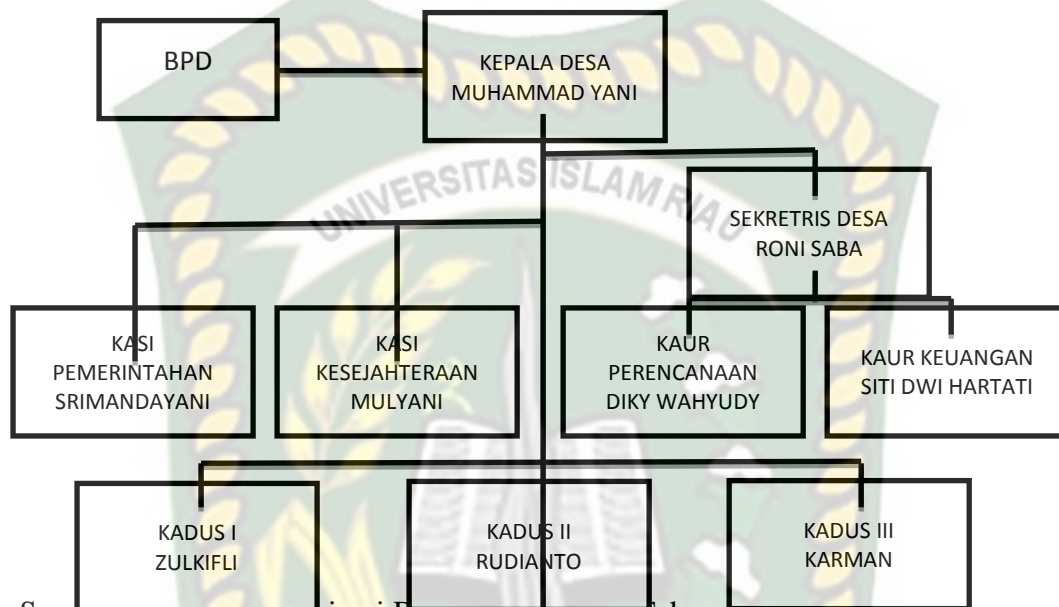 BPD
KEPALA DESA
MUHAMMAD YANI
UNIVERSITAS ISLAM RIAU
SEKRETRIS DESA
RONI SABA
KASI
PEMERINTAHAN
SRIMANDAYANI
KASI
KESEJAHTERAAN
MULYANI
KAUR
PERENCANAAN
DIKY WAHYUDY
KAUR KEUANGAN
SITI DWI HARTATI
KADUS I
ZULKIFLI
KADUS II
RUDIANTO
KADUS III
KARMAN